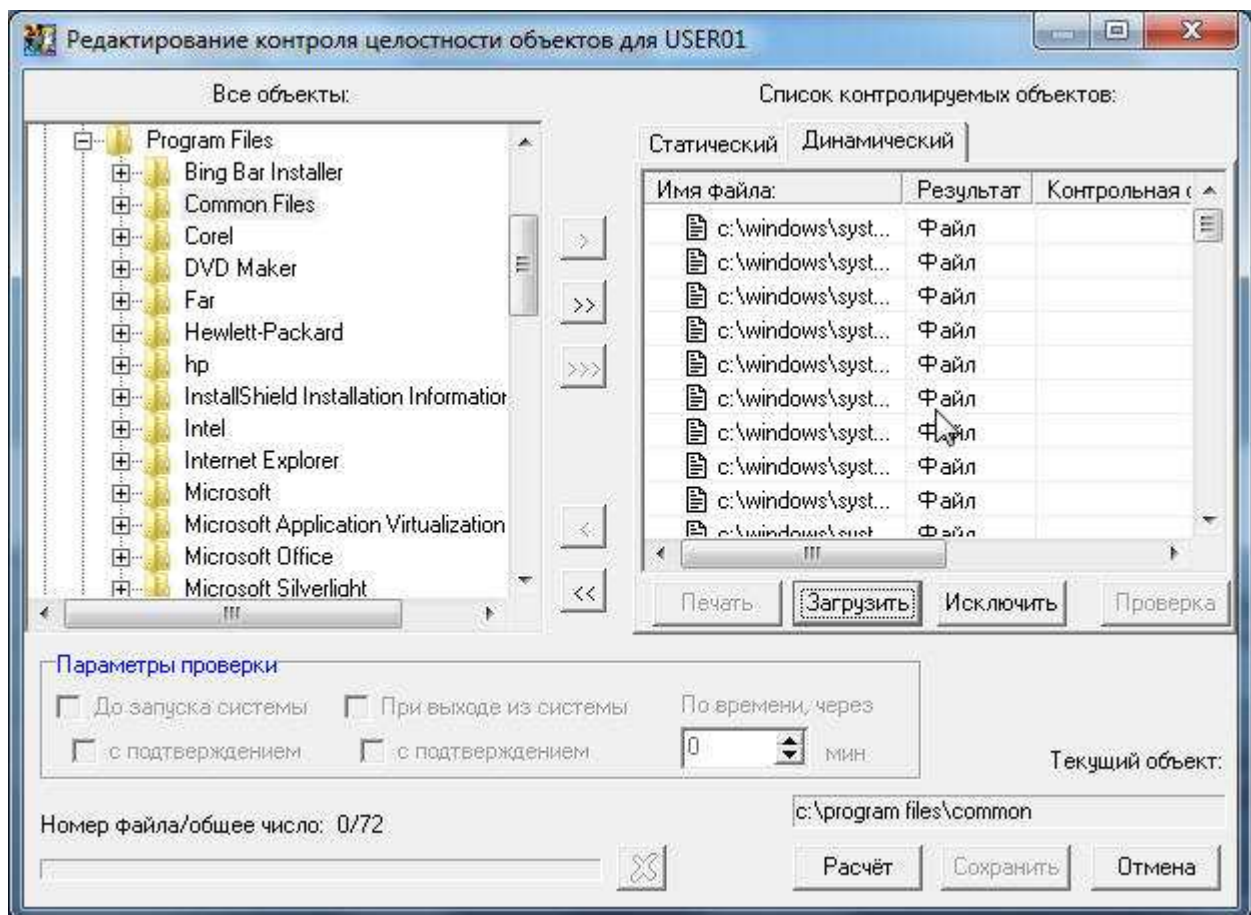 Редактирование контроля целостности объектов для USER01
Все объекты:
Program Files
Bing Bar Installer
Common Files
Corel
DVD Maker
Far
Hewlett-Packard
hp
InstallShield Installation Information
Intel
Internet Explorer
Microsoft
Microsoft Application Virtualization
Microsoft Office
Microsoft Silverlight
>
>>
>>>
<
<<
Список контролируемых объектов:
Статический Динамический
Имя файла: Результат Контрольная с
c:\windows\syst... Файл
c:\windows\syst... Файл
c:\windows\syst... Файл
c:\windows\syst... Файл
c:\windows\syst... Файл
c:\windows\syst... Файл
c:\windows\syst... Файл
c:\windows\syst... Файл
c:\windows\syst... Файл
c:\windows\syst... Файл
Печать Загрузить Исключить Проверка
Параметры проверки
До запуска системы При выходе из системы По времени, через
с подтверждением с подтверждением 0 мин
Текущий объект:
c:\program files\common
Номер файла/общее число: 0/72
Расчёт Сохранить Отмена